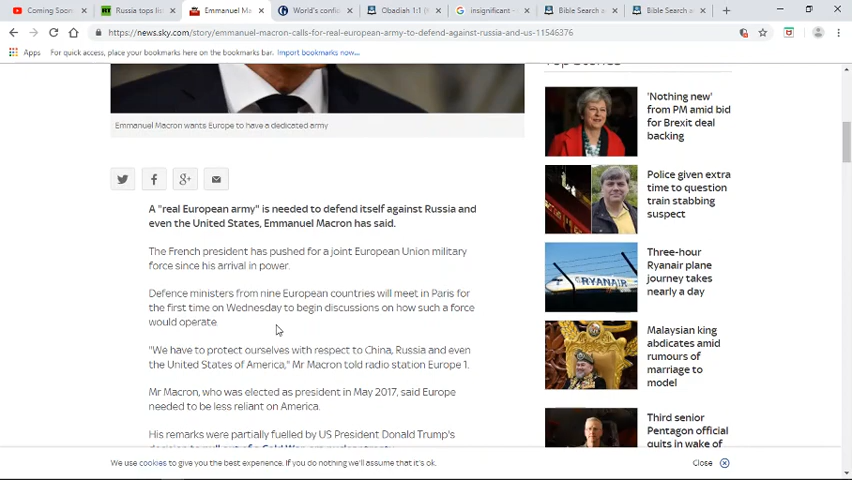 Coming Soon
Russia tops lis
Emmanuel Ma
World's confi
Obadiah 1:1 (
insignificant -
Bible Search a
Bible Search a
https://news.sky.com/story/emmanuel-macron-calls-for-real-european-army-to-defend-against-russia-and-us-11546376
Apps For quick access, place your bookmarks here on the bookmarks bar. Import bookmarks now...
Emmanuel Macron wants Europe to have a dedicated army
A "real European army" is needed to defend itself against Russia and
even the United States, Emmanuel Macron has said.
The French president has pushed for a joint European Union military
force since his arrival in power.
Defence ministers from nine European countries will meet in Paris for
the first time on Wednesday to begin discussions on how such a force
would operate.
"We have to protect ourselves with respect to China, Russia and even
the United States of America," Mr Macron told radio station Europe 1.
Mr Macron, who was elected as president in May 2017, said Europe
needed to be less reliant on America.
His remarks were partially fuelled by US President Donald Trump's
Top Stories
'Nothing new'
from PM amid bid
for Brexit deal
backing
Police given extra
time to question
train stabbing
suspect
RYANAIR
Three-hour
Ryanair plane
journey takes
nearly a day
Malaysian king
abdicates amid
rumours of
marriage to
model
Third senior
Pentagon official
quits in wake of
We use cookies to give you the best experience. If you do nothing we'll assume that it's ok.
Close